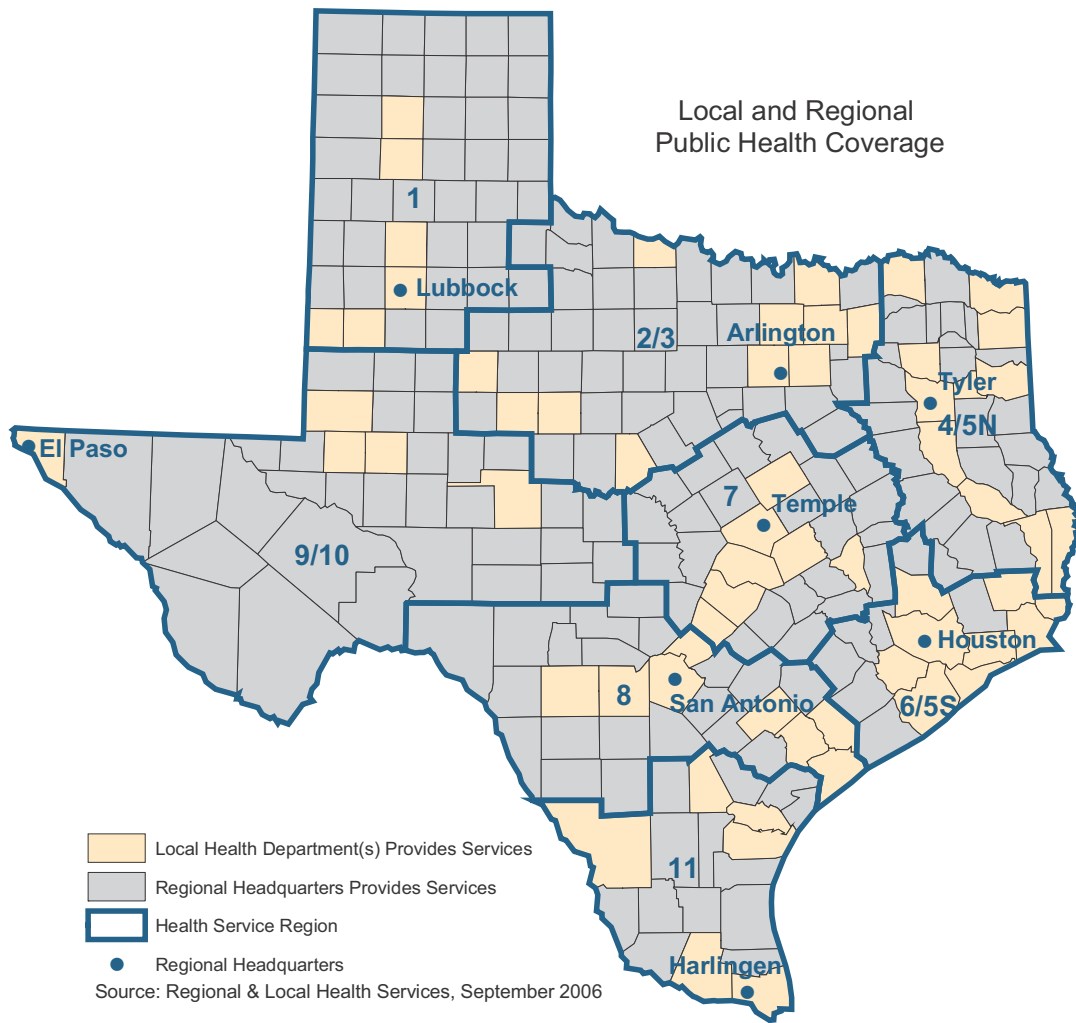 Local and Regional
Public Health Coverage
1
Lubbock
2/3
Arlington
Tyler
4/5N
El Paso
7
Temple
9/10
Houston
8
San Antonio
6/5S
11
Harlingen
Local Health Department(s) Provides Services
Regional Headquarters Provides Services
Health Service Region
Regional Headquarters
Source: Regional & Local Health Services, September 2006